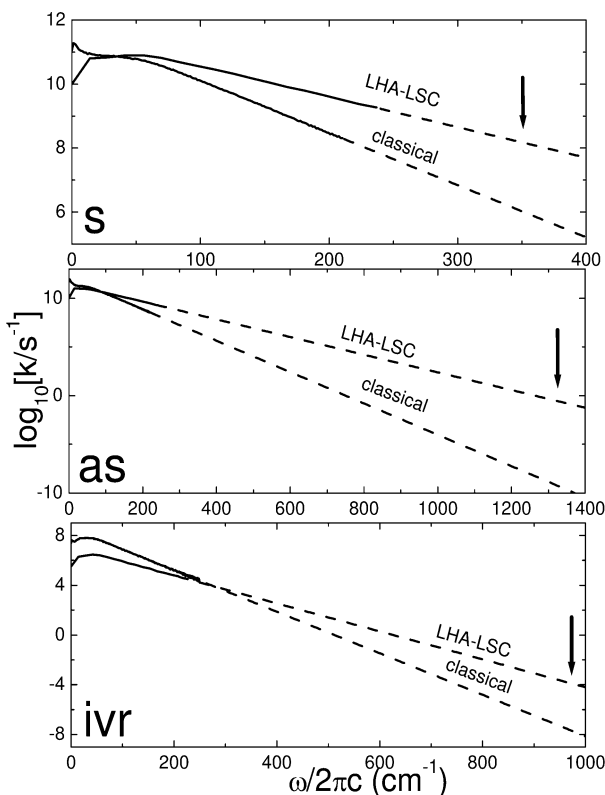 12
10
8
6
LHA-LSC
classical
s
0 100 200 300 400
10
0
-10
LHA-LSC
classical
as
log10[k/s-1]
0 200 400 600 800 1000 1200 1400
8
4
0
-4
-8
LHA-LSC
classical
ivr
0 200 400 600 800 1000
ω/2πc (cm-1)